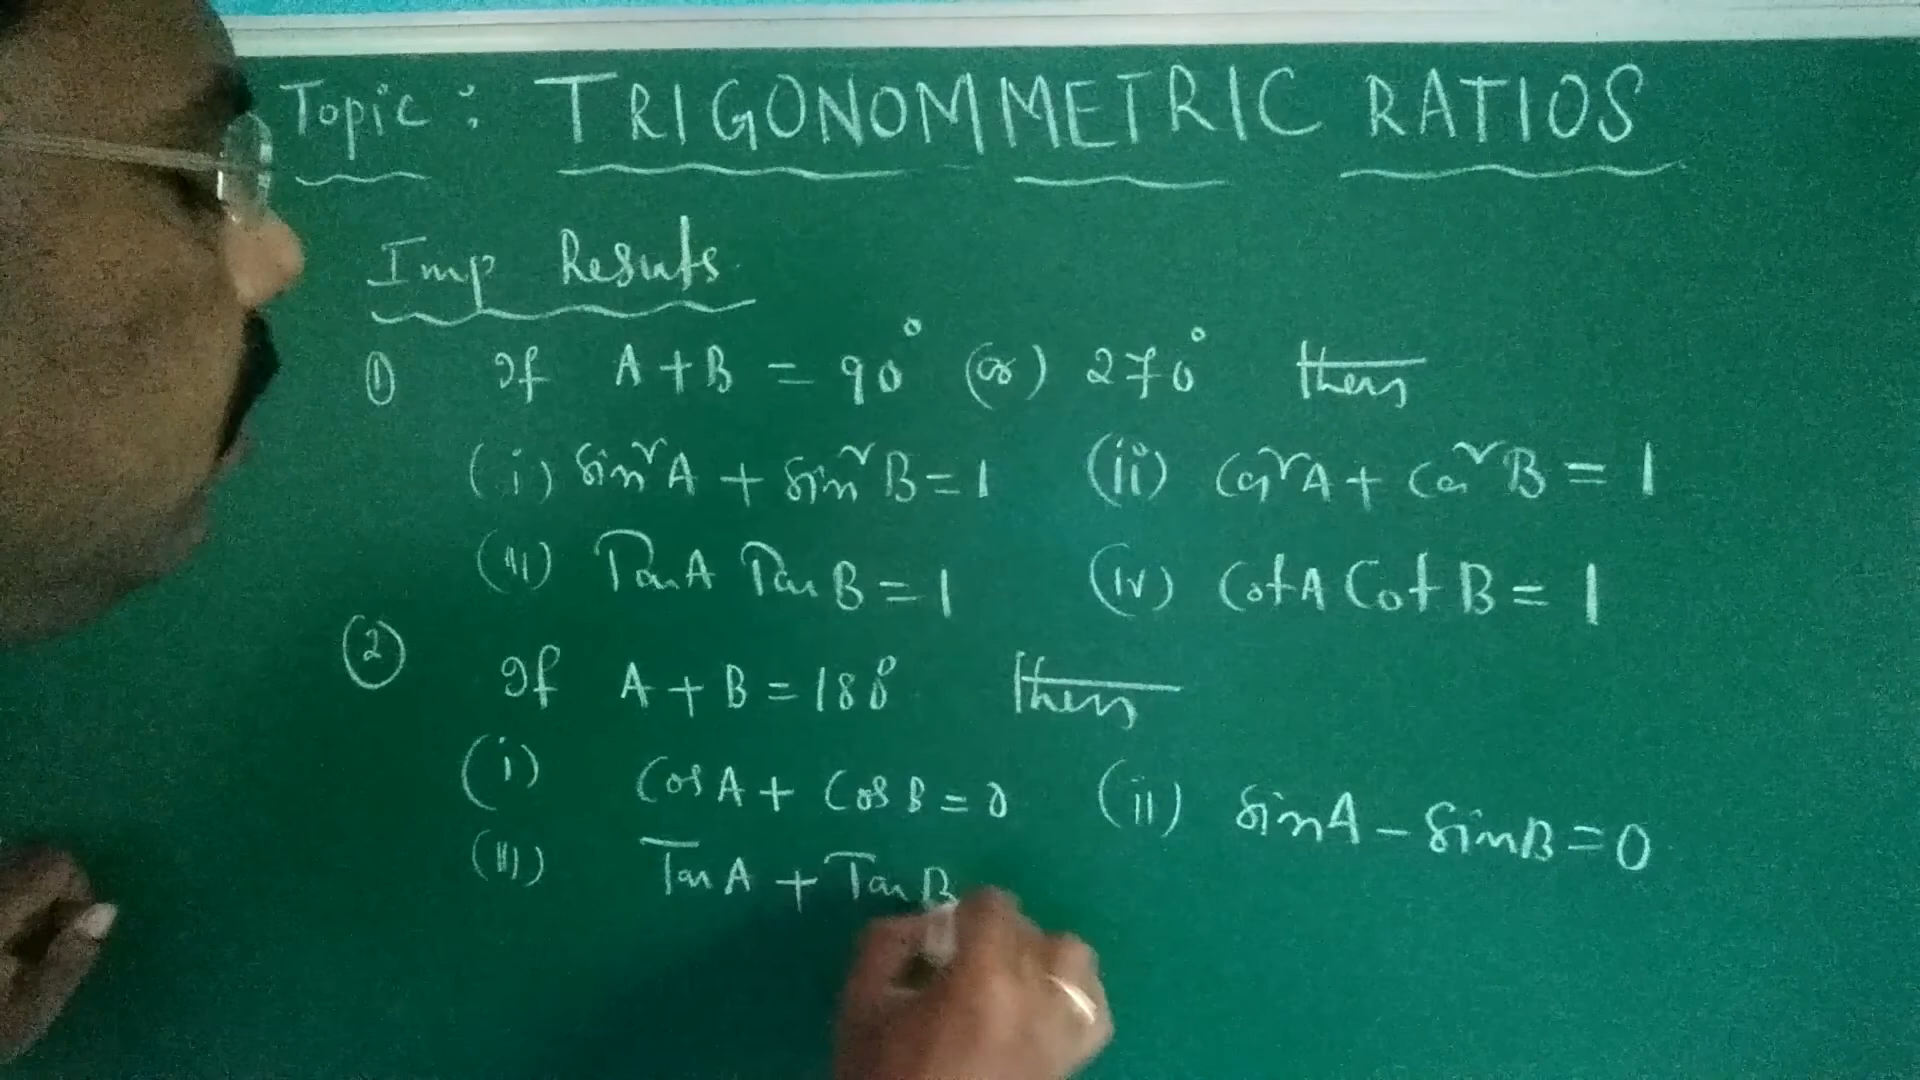 Topic : TRIGONOMMETRIC RATIOS
Imp Results
① If A + B = 90° (or) 270° then
(i) Sin²A + Sin²B = 1 (ii) Cos²A + Cos²B = 1
(iii) Tan A Tan B = 1 (iv) Cot A Cot B = 1
② If A + B = 180° then
(i) Cos A + Cos B = 0 (ii) Sin A - Sin B = 0
(iii) Tan A + Tan B